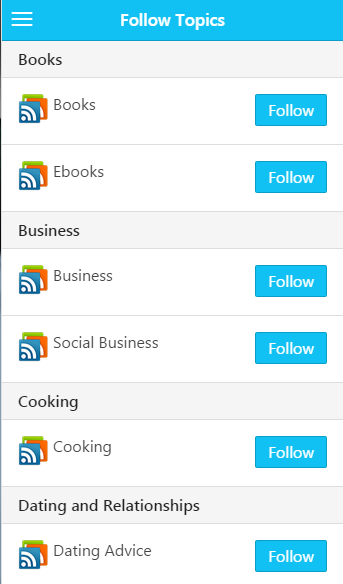 Follow Topics
Books
Books Follow
Ebooks Follow
Business
Business Follow
Social Business Follow
Cooking
Cooking Follow
Dating and Relationships
Dating Advice Follow